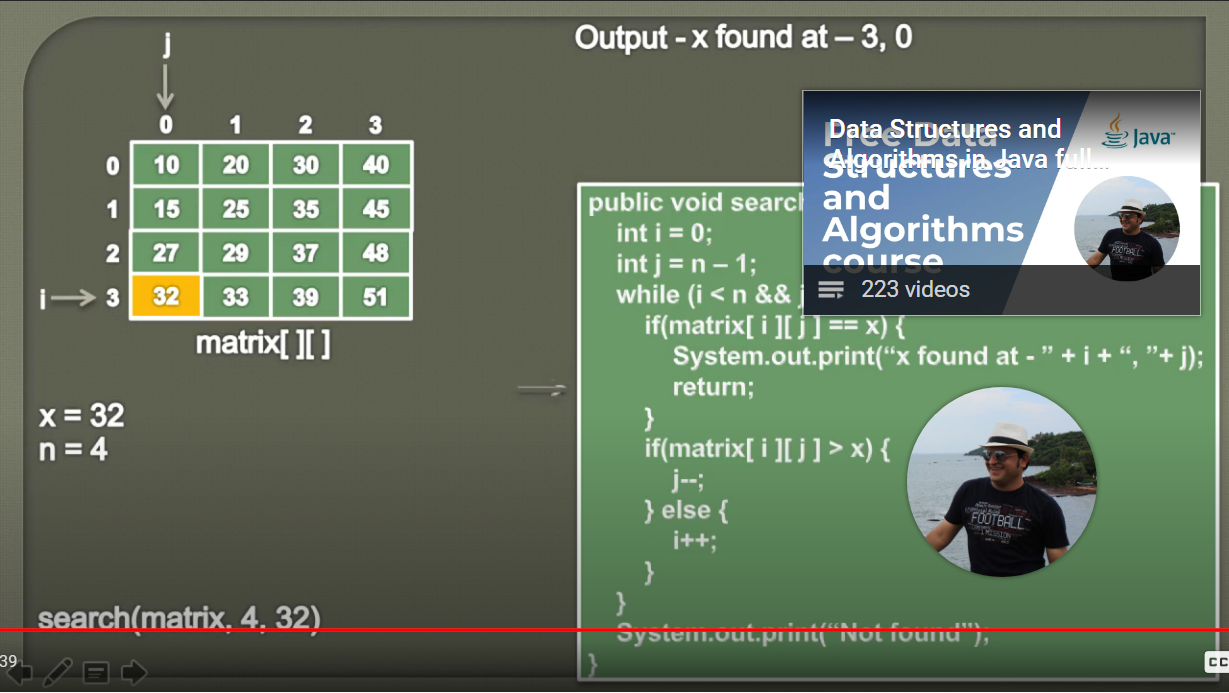 j
Output - x found at – 3, 0
0 1 2 3
0 10 20 30 40
1 15 25 35 45
2 27 29 37 48
i 3 32 33 39 51
matrix[ ][ ]
x = 32
n = 4
search(matrix, 4, 32)
39
Data Structures and
Algorithms in Java full...
Free Data
Structures
and
Algorithms
course
Java™
223 videos
public void search
int i = 0;
int j = n – 1;
while (i < n && j
if(matrix[ i ][ j ] == x) {
System.out.print(“x found at - ” + i + “, ”+ j);
return;
}
if(matrix[ i ][ j ] > x) {
j--;
} else {
i++;
}
}
System.out.print(“Not found”);
}
FOOTBALL
CC